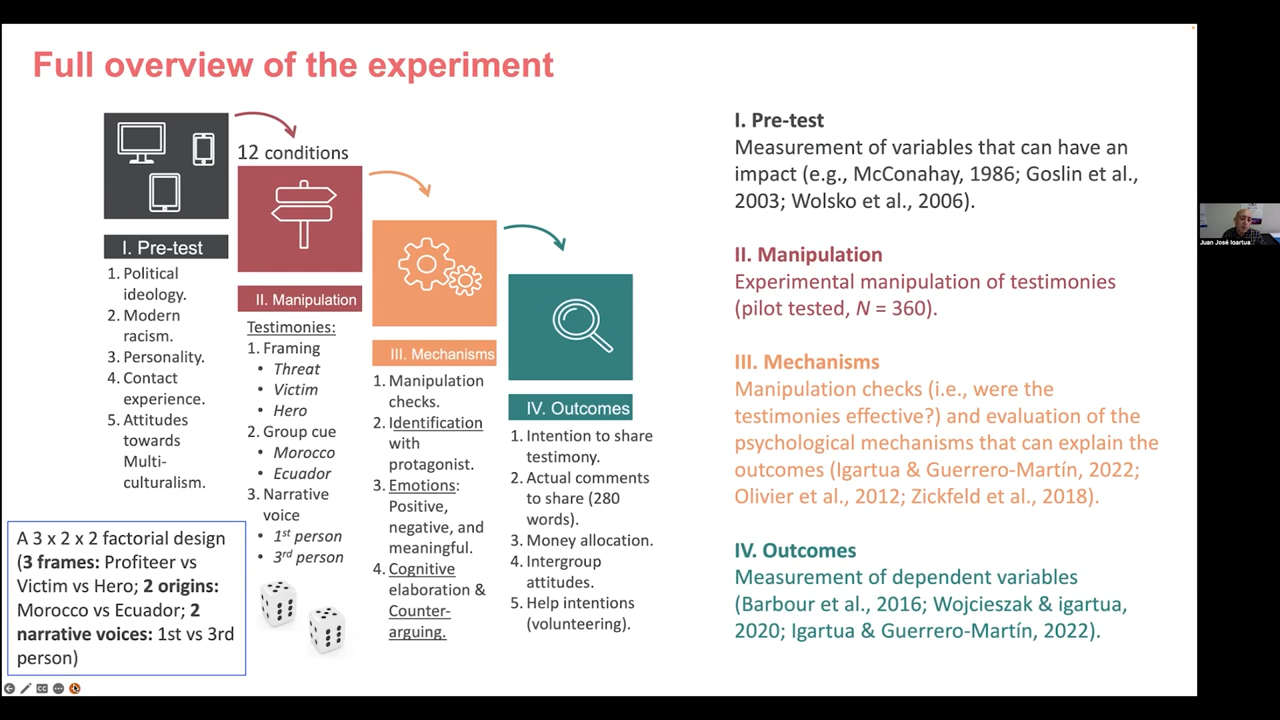 Full overview of the experiment
I. Pre-test
1. Political
ideology.
2. Modern
racism.
3. Personality.
4. Contact
experience.
5. Attitudes
towards
Multi-
culturalism.
12 conditions
II. Manipulation
Testimonies:
1. Framing
• Threat
• Victim
• Hero
2. Group cue
• Morocco
• Ecuador
3. Narrative
voice
• 1st person
• 3rd person
III. Mechanisms
1. Manipulation
checks.
2. Identification
with
protagonist.
3. Emotions:
Positive,
negative, and
meaningful.
4. Cognitive
elaboration &
Counter-
arguing.
IV. Outcomes
1. Intention to share
testimony.
2. Actual comments
to share (280
words).
3. Money allocation.
4. Intergroup
attitudes.
5. Help intentions
(volunteering).
A 3 x 2 x 2 factorial design
(3 frames: Profiteer vs
Victim vs Hero; 2 origins:
Morocco vs Ecuador; 2
narrative voices: 1st vs 3rd
person)
I. Pre-test
Measurement of variables that can have an
impact (e.g., McConahay, 1986; Goslin et al.,
2003; Wolsko et al., 2006).
II. Manipulation
Experimental manipulation of testimonies
(pilot tested, N = 360).
III. Mechanisms
Manipulation checks (i.e., were the
testimonies effective?) and evaluation of the
psychological mechanisms that can explain the
outcomes (Igartua & Guerrero-Martín, 2022;
Olivier et al., 2012; Zickfeld et al., 2018).
IV. Outcomes
Measurement of dependent variables
(Barbour et al., 2016; Wojcieszak & igartua,
2020; Igartua & Guerrero-Martín, 2022).
Juan José Igartua